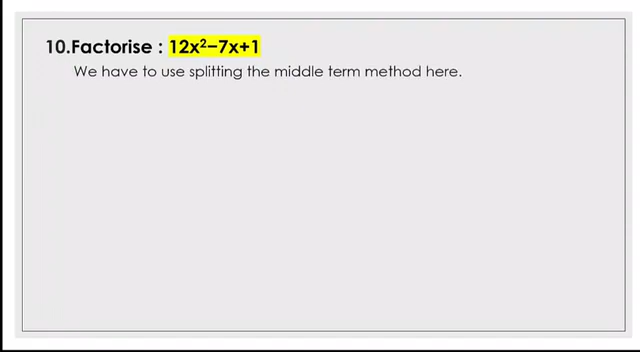 10.Factorise : 12x²−7x+1
We have to use splitting the middle term method here.